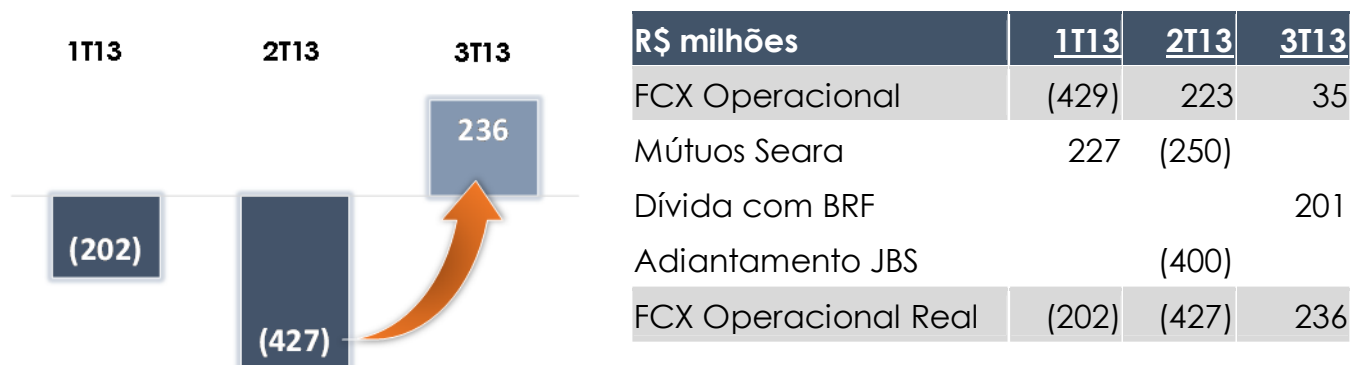 1T13 2T13 3T13
236
(202)
(427)
R$ milhões 1T13 2T13 3T13
FCX Operacional (429) 223 35
Mútuos Seara 227 (250)
Dívida com BRF 201
Adiantamento JBS (400)
FCX Operacional Real (202) (427) 236